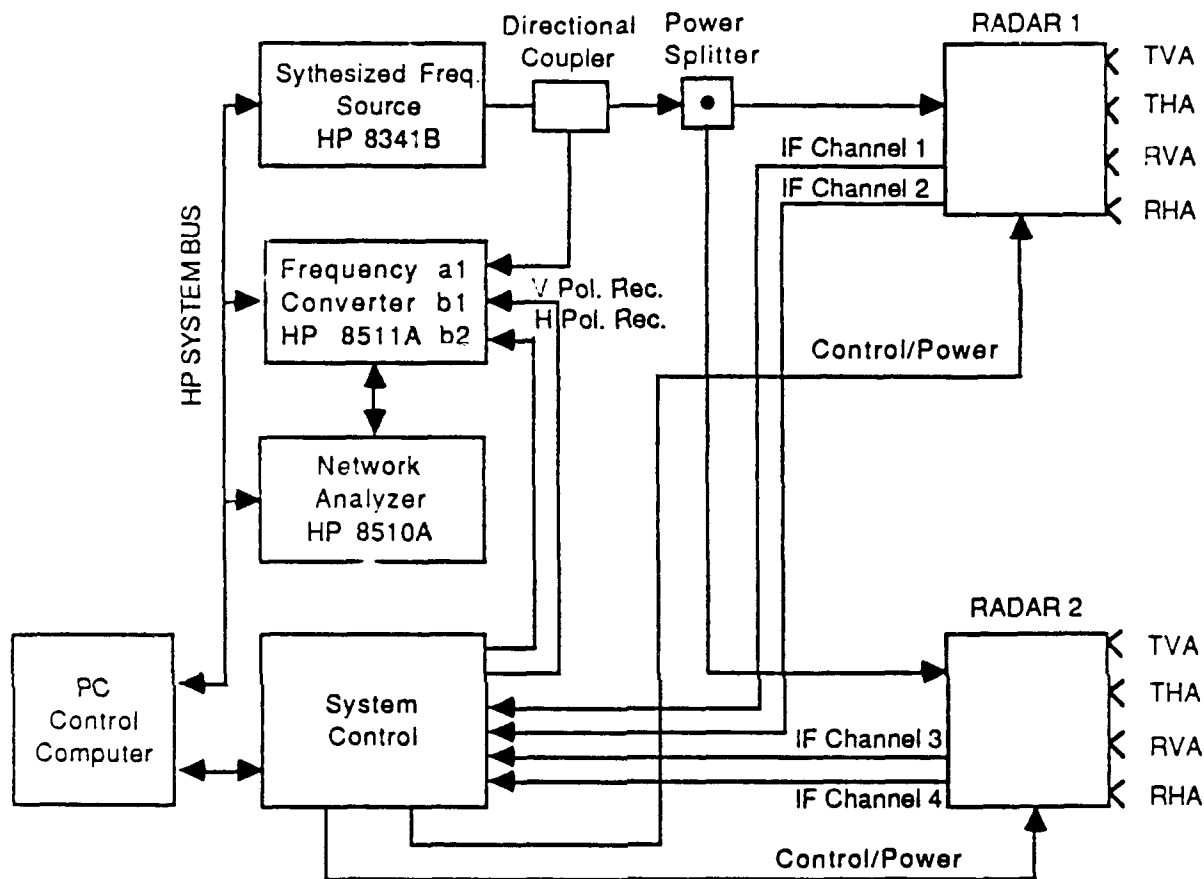 Directional
Coupler
Power
Splitter
RADAR 1
TVA
THA
RVA
RHA
Sythesized Freq.
Source
HP 8341B
IF Channel 1
IF Channel 2
HP SYSTEM BUS
Frequency a1
Converter b1
HP 8511A b2
V Pol. Rec.
H Pol. Rec.
Control/Power
Network
Analyzer
HP 8510A
RADAR 2
TVA
THA
RVA
RHA
PC
Control
Computer
System
Control
IF Channel 3
IF Channel 4
Control/Power